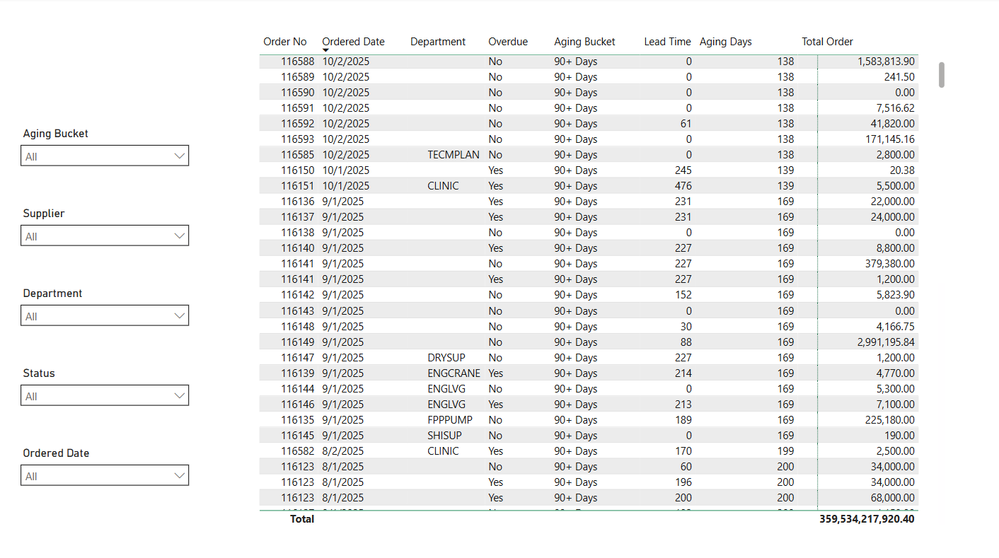 Order No Ordered Date Department Overdue Aging Bucket Lead Time Aging Days Total Order
116588 10/2/2025 No 90+ Days 0 138 1,583,813.90
116589 10/2/2025 No 90+ Days 0 138 241.50
116590 10/2/2025 No 90+ Days 0 138 0.00
116591 10/2/2025 No 90+ Days 0 138 7,516.62
116592 10/2/2025 No 90+ Days 61 138 41,820.00
116593 10/2/2025 No 90+ Days 0 138 171,145.16
116585 10/2/2025 TECMPLAN No 90+ Days 0 138 2,800.00
116150 10/1/2025 Yes 90+ Days 245 139 20.38
116151 10/1/2025 CLINIC Yes 90+ Days 476 139 5,500.00
116136 9/1/2025 Yes 90+ Days 231 169 22,000.00
116137 9/1/2025 Yes 90+ Days 231 169 24,000.00
116138 9/1/2025 No 90+ Days 0 169 0.00
116140 9/1/2025 Yes 90+ Days 227 169 8,800.00
116141 9/1/2025 No 90+ Days 227 169 379,380.00
116141 9/1/2025 Yes 90+ Days 227 169 1,200.00
116142 9/1/2025 No 90+ Days 152 169 5,823.90
116143 9/1/2025 No 90+ Days 0 169 0.00
116148 9/1/2025 No 90+ Days 30 169 4,166.75
116149 9/1/2025 No 90+ Days 88 169 2,991,195.84
116147 9/1/2025 DRYSUP No 90+ Days 227 169 1,200.00
116139 9/1/2025 ENGCRANE Yes 90+ Days 214 169 4,770.00
116144 9/1/2025 ENGLVG No 90+ Days 0 169 5,300.00
116146 9/1/2025 ENGLVG Yes 90+ Days 213 169 7,100.00
116135 9/1/2025 FPPPUMP No 90+ Days 189 169 225,180.00
116145 9/1/2025 SHISUP No 90+ Days 0 169 190.00
116582 8/2/2025 CLINIC Yes 90+ Days 170 199 2,500.00
116123 8/1/2025 No 90+ Days 60 200 34,000.00
116123 8/1/2025 Yes 90+ Days 196 200 34,000.00
116123 8/1/2025 Yes 90+ Days 200 200 68,000.00
Total 359,534,217,920.40
Aging Bucket
All
Supplier
All
Department
All
Status
All
Ordered Date
All